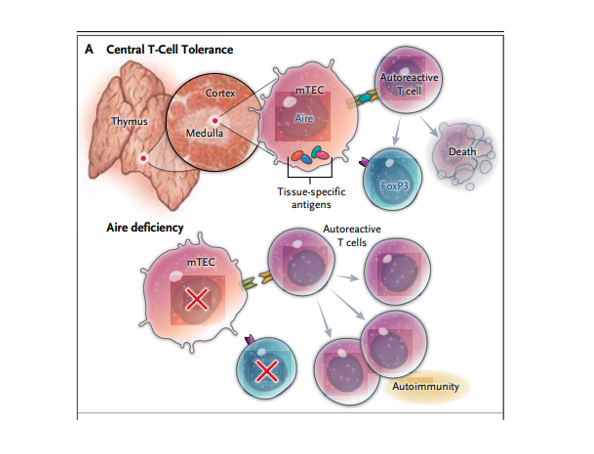 A Central T-Cell Tolerance
Cortex
mTEC
Autoreactive
T cell
Thymus
Medulla
Aire
Death
FoxP3
Tissue-specific
antigens
Aire deficiency
Autoreactive
T cells
mTEC
Autoimmunity